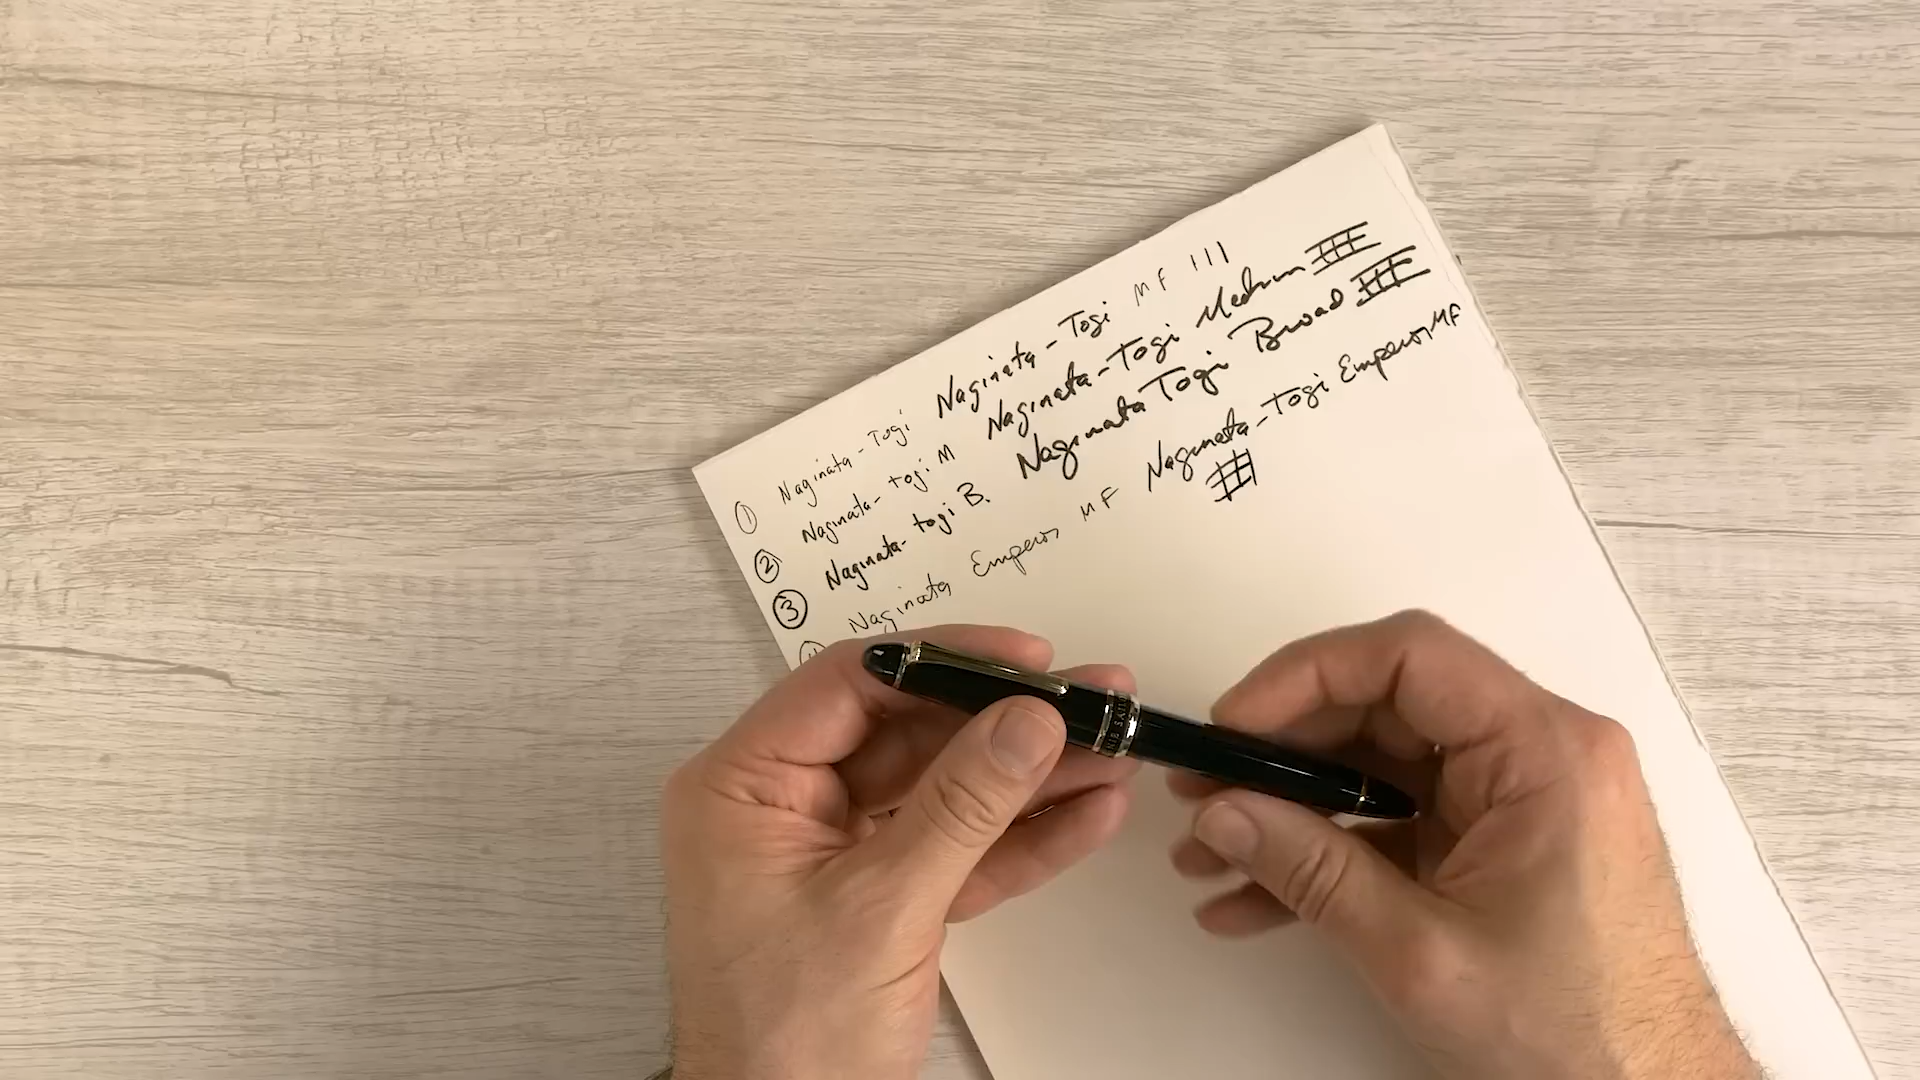 ① Naginata-Togi Naginata-Togi MF
② Naginata-togi M Naginata-Togi Medium
③ Naginata-togi B. Naginata Togi Broad
Naginata Emperor MF Naginata-Togi Emperor MF